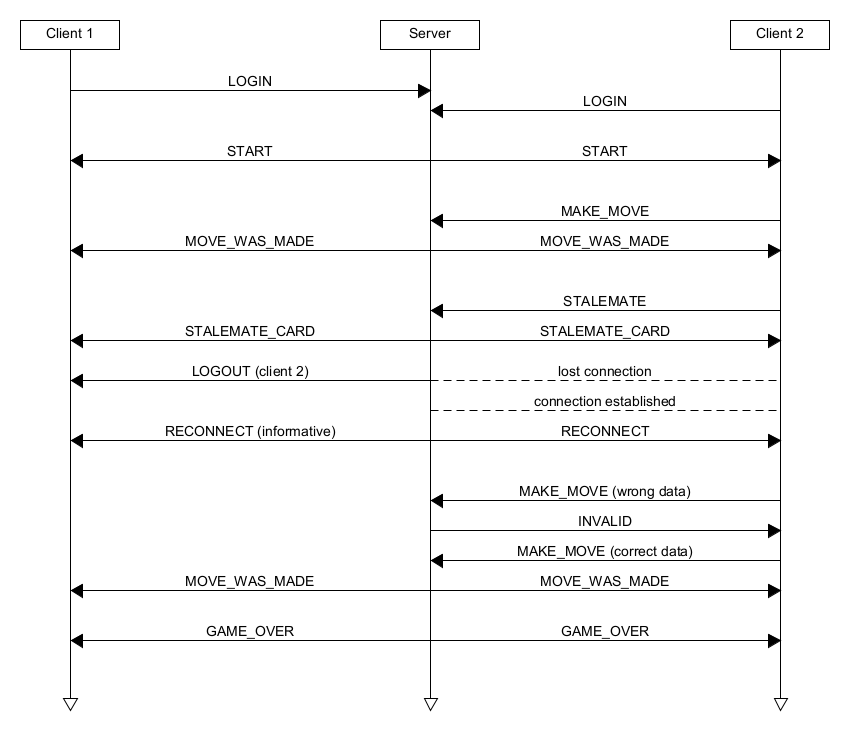 Client 1
Server
Client 2
LOGIN
LOGIN
START
START
MAKE_MOVE
MOVE_WAS_MADE
MOVE_WAS_MADE
STALEMATE
STALEMATE_CARD
STALEMATE_CARD
LOGOUT (client 2)
lost connection
connection established
RECONNECT (informative)
RECONNECT
MAKE_MOVE (wrong data)
INVALID
MAKE_MOVE (correct data)
MOVE_WAS_MADE
MOVE_WAS_MADE
GAME_OVER
GAME_OVER